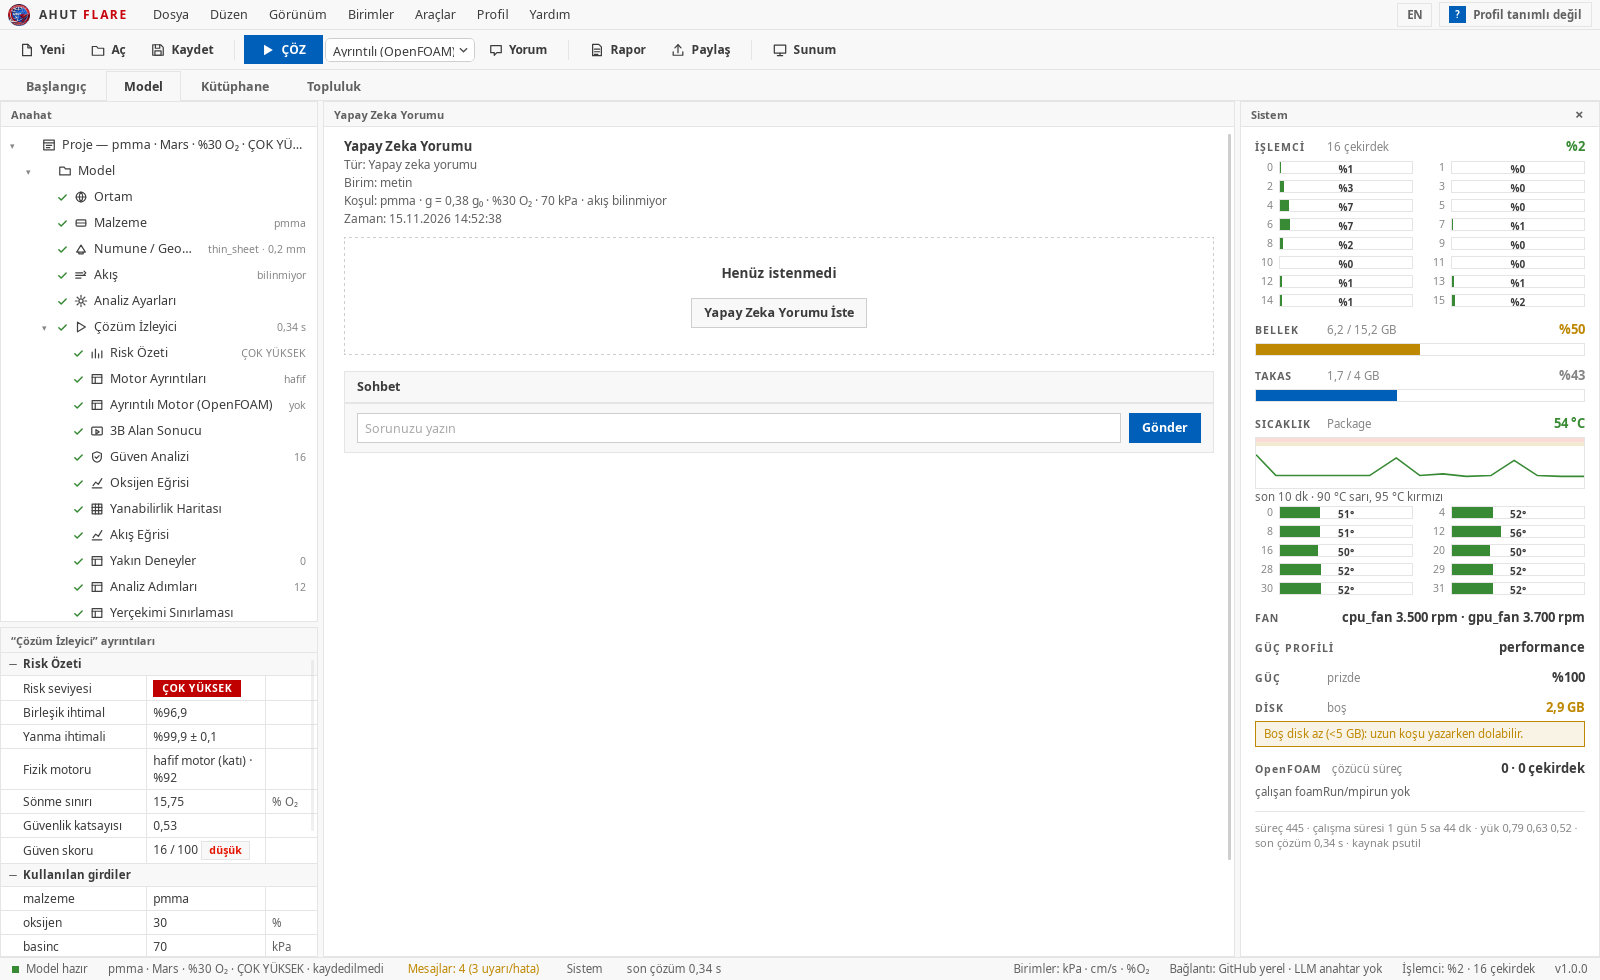 AHUT FLARE Dosya Düzen Görünüm Birimler Araçlar Profil Yardım EN ? Profil tanımlı değil
Yeni Aç Kaydet ÇÖZ Ayrıntılı (OpenFOAM) Yorum Rapor Paylaş Sunum
Başlangıç Model Kütüphane Topluluk
Anahat
Proje — pmma · Mars · %30 O₂ · ÇOK YÜ...
Model
Ortam
Malzeme pmma
Numune / Geo... thin_sheet · 0,2 mm
Akış bilinmiyor
Analiz Ayarları
Çözüm İzleyici 0,34 s
Risk Özeti ÇOK YÜKSEK
Motor Ayrıntıları hafif
Ayrıntılı Motor (OpenFOAM) yok
3B Alan Sonucu
Güven Analizi 16
Oksijen Eğrisi
Yanabilirlik Haritası
Akış Eğrisi
Yakın Deneyler 0
Analiz Adımları 12
Yerçekimi Sınırlaması
“Çözüm İzleyici” ayrıntıları
Risk Özeti
Risk seviyesi ÇOK YÜKSEK
Birleşik ihtimal %96,9
Yanma ihtimali %99,9 ± 0,1
Fizik motoru hafif motor (katı) · %92
Sönme sınırı 15,75 % O₂
Güvenlik katsayısı 0,53
Güven skoru 16 / 100 düşük
Kullanılan girdiler
malzeme pmma
oksijen 30 %
basinc 70 kPa
Yapay Zeka Yorumu
Yapay Zeka Yorumu
Tür: Yapay zeka yorumu
Birim: metin
Koşul: pmma · g = 0,38 g₀ · %30 O₂ · 70 kPa · akış bilinmiyor
Zaman: 15.11.2026 14:52:38
Henüz istenmedi
Yapay Zeka Yorumu İste
Sohbet
Sorunuzu yazın Gönder
Sistem ×
İŞLEMCİ 16 çekirdek %2
0 %1 1 %0
2 %3 3 %0
4 %7 5 %0
6 %7 7 %1
8 %2 9 %0
10 %0 11 %0
12 %1 13 %1
14 %1 15 %2
BELLEK 6,2 / 15,2 GB %50
TAKAS 1,7 / 4 GB %43
SICAKLIK Package 54 °C
son 10 dk · 90 °C sarı, 95 °C kırmızı
0 51° 4 52°
8 51° 12 56°
16 50° 20 50°
28 52° 29 52°
30 52° 31 52°
FAN cpu_fan 3.500 rpm · gpu_fan 3.700 rpm
GÜÇ PROFİLİ performance
GÜÇ prizde %100
DİSK boş 2,9 GB
Boş disk az (<5 GB): uzun koşu yazarken dolabilir.
OpenFOAM çözücü süreç 0 · 0 çekirdek
çalışan foamRun/mpirun yok
süreç 445 · çalışma süresi 1 gün 5 sa 44 dk · yük 0,79 0,63 0,52 ·
son çözüm 0,34 s · kaynak psutil
Model hazır pmma · Mars · %30 O₂ · ÇOK YÜKSEK · kaydedilmedi Mesajlar: 4 (3 uyarı/hata) Sistem son çözüm 0,34 s Birimler: kPa · cm/s · %O₂ Bağlantı: GitHub yerel · LLM anahtar yok İşlemci: %2 · 16 çekirdek v1.0.0